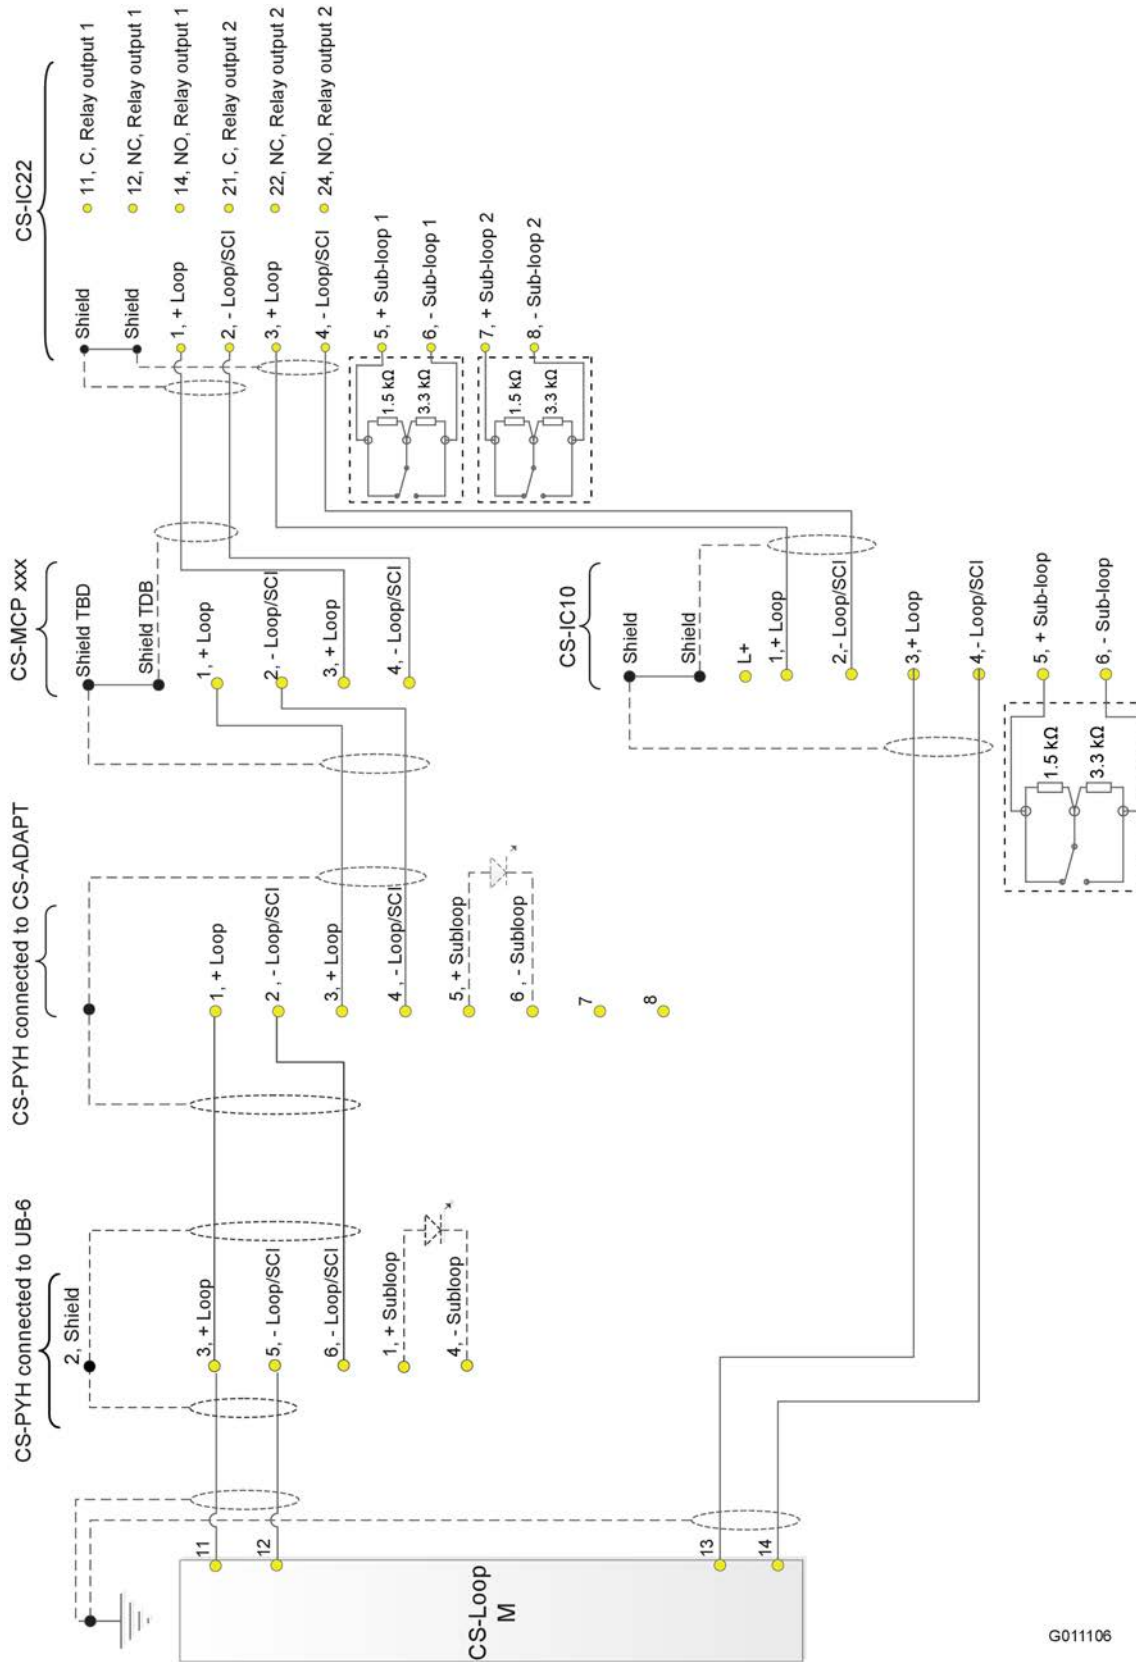 CS-IC22
Shield
Shield
1, + Loop
2, - Loop/SCI
3, + Loop
4, - Loop/SCI
11, C, Relay output 1
12, NC, Relay output 1
14, NO, Relay output 1
21, C, Relay output 2
22, NC, Relay output 2
24, NO, Relay output 2
5, + Sub-loop 1
6, - Sub-loop 1
7, + Sub-loop 2
8, - Sub-loop 2
1.5 kΩ
3.3 kΩ
1.5 kΩ
3.3 kΩ
CS-MCP xxx
Shield TBD
Shield TDB
1, + Loop
2, - Loop/SCI
3, + Loop
4, - Loop/SCI
CS-IC10
Shield
Shield
L+
1,+ Loop
2,- Loop/SCI
3,+ Loop
4,- Loop/SCI
5, + Sub-loop
6, - Sub-loop
1.5 kΩ
3.3 kΩ
CS-PYH connected to CS-ADAPT
1, + Loop
2, - Loop/SCI
3, + Loop
4, - Loop/SCI
5, + Subloop
6, - Subloop
7
8
CS-PYH connected to UB-6
2, Shield
3, + Loop
5, - Loop/SCI
6, - Loop/SCI
1, + Subloop
4, - Subloop
11
12
13
14
CS-Loop
M
G011106